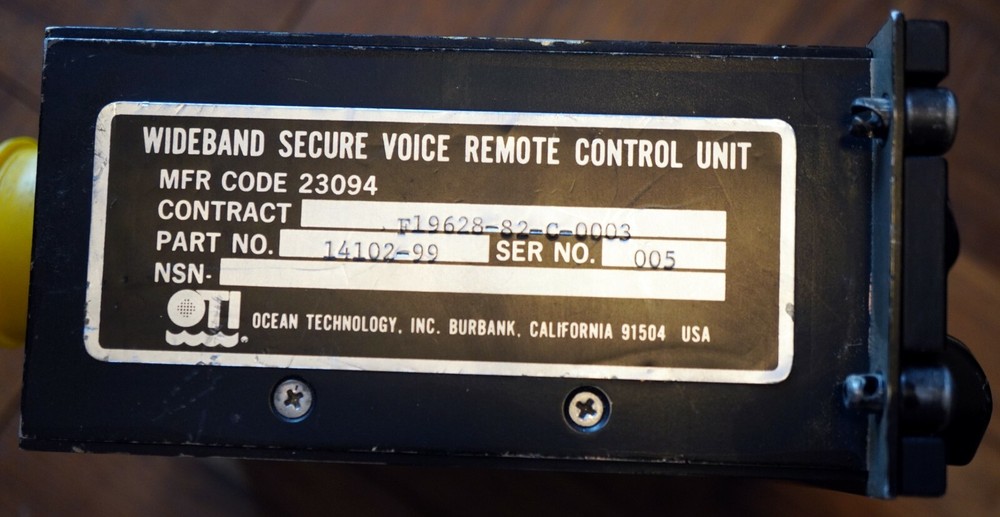 WIDEBAND SECURE VOICE REMOTE CONTROL UNIT
MFR CODE 23094
CONTRACT F19628-82-C-0003
PART NO. 14102-99 SER NO. 005
NSN-
OTI OCEAN TECHNOLOGY, INC. BURBANK, CALIFORNIA 91504 USA